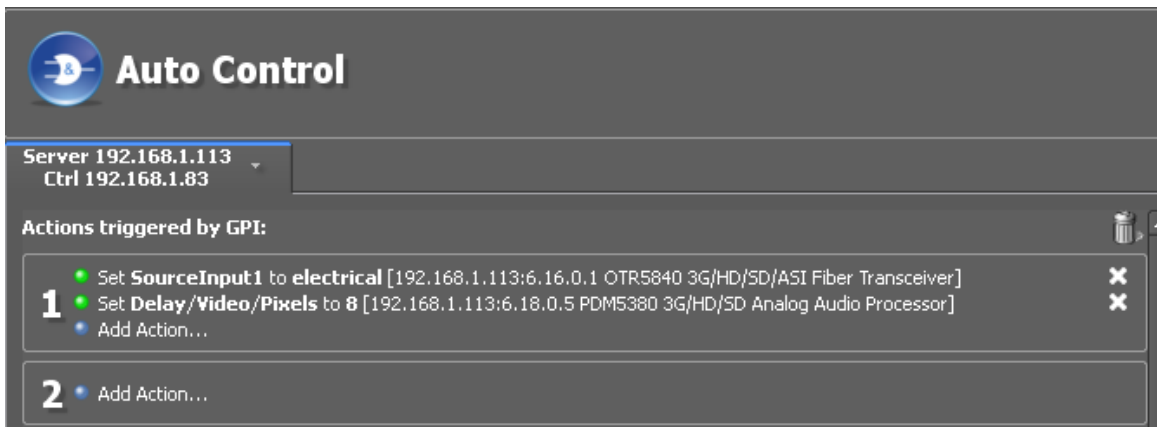 &
Auto Control
Server 192.168.1.113
Ctrl 192.168.1.83
Actions triggered by GPI:
1
Set SourceInput1 to electrical [192.168.1.113:6.16.0.1 OTR5840 3G/HD/SD/ASI Fiber Transceiver]
Set Delay/Video/Pixels to 8 [192.168.1.113:6.18.0.5 PDM5380 3G/HD/SD Analog Audio Processor]
Add Action...
2 Add Action...